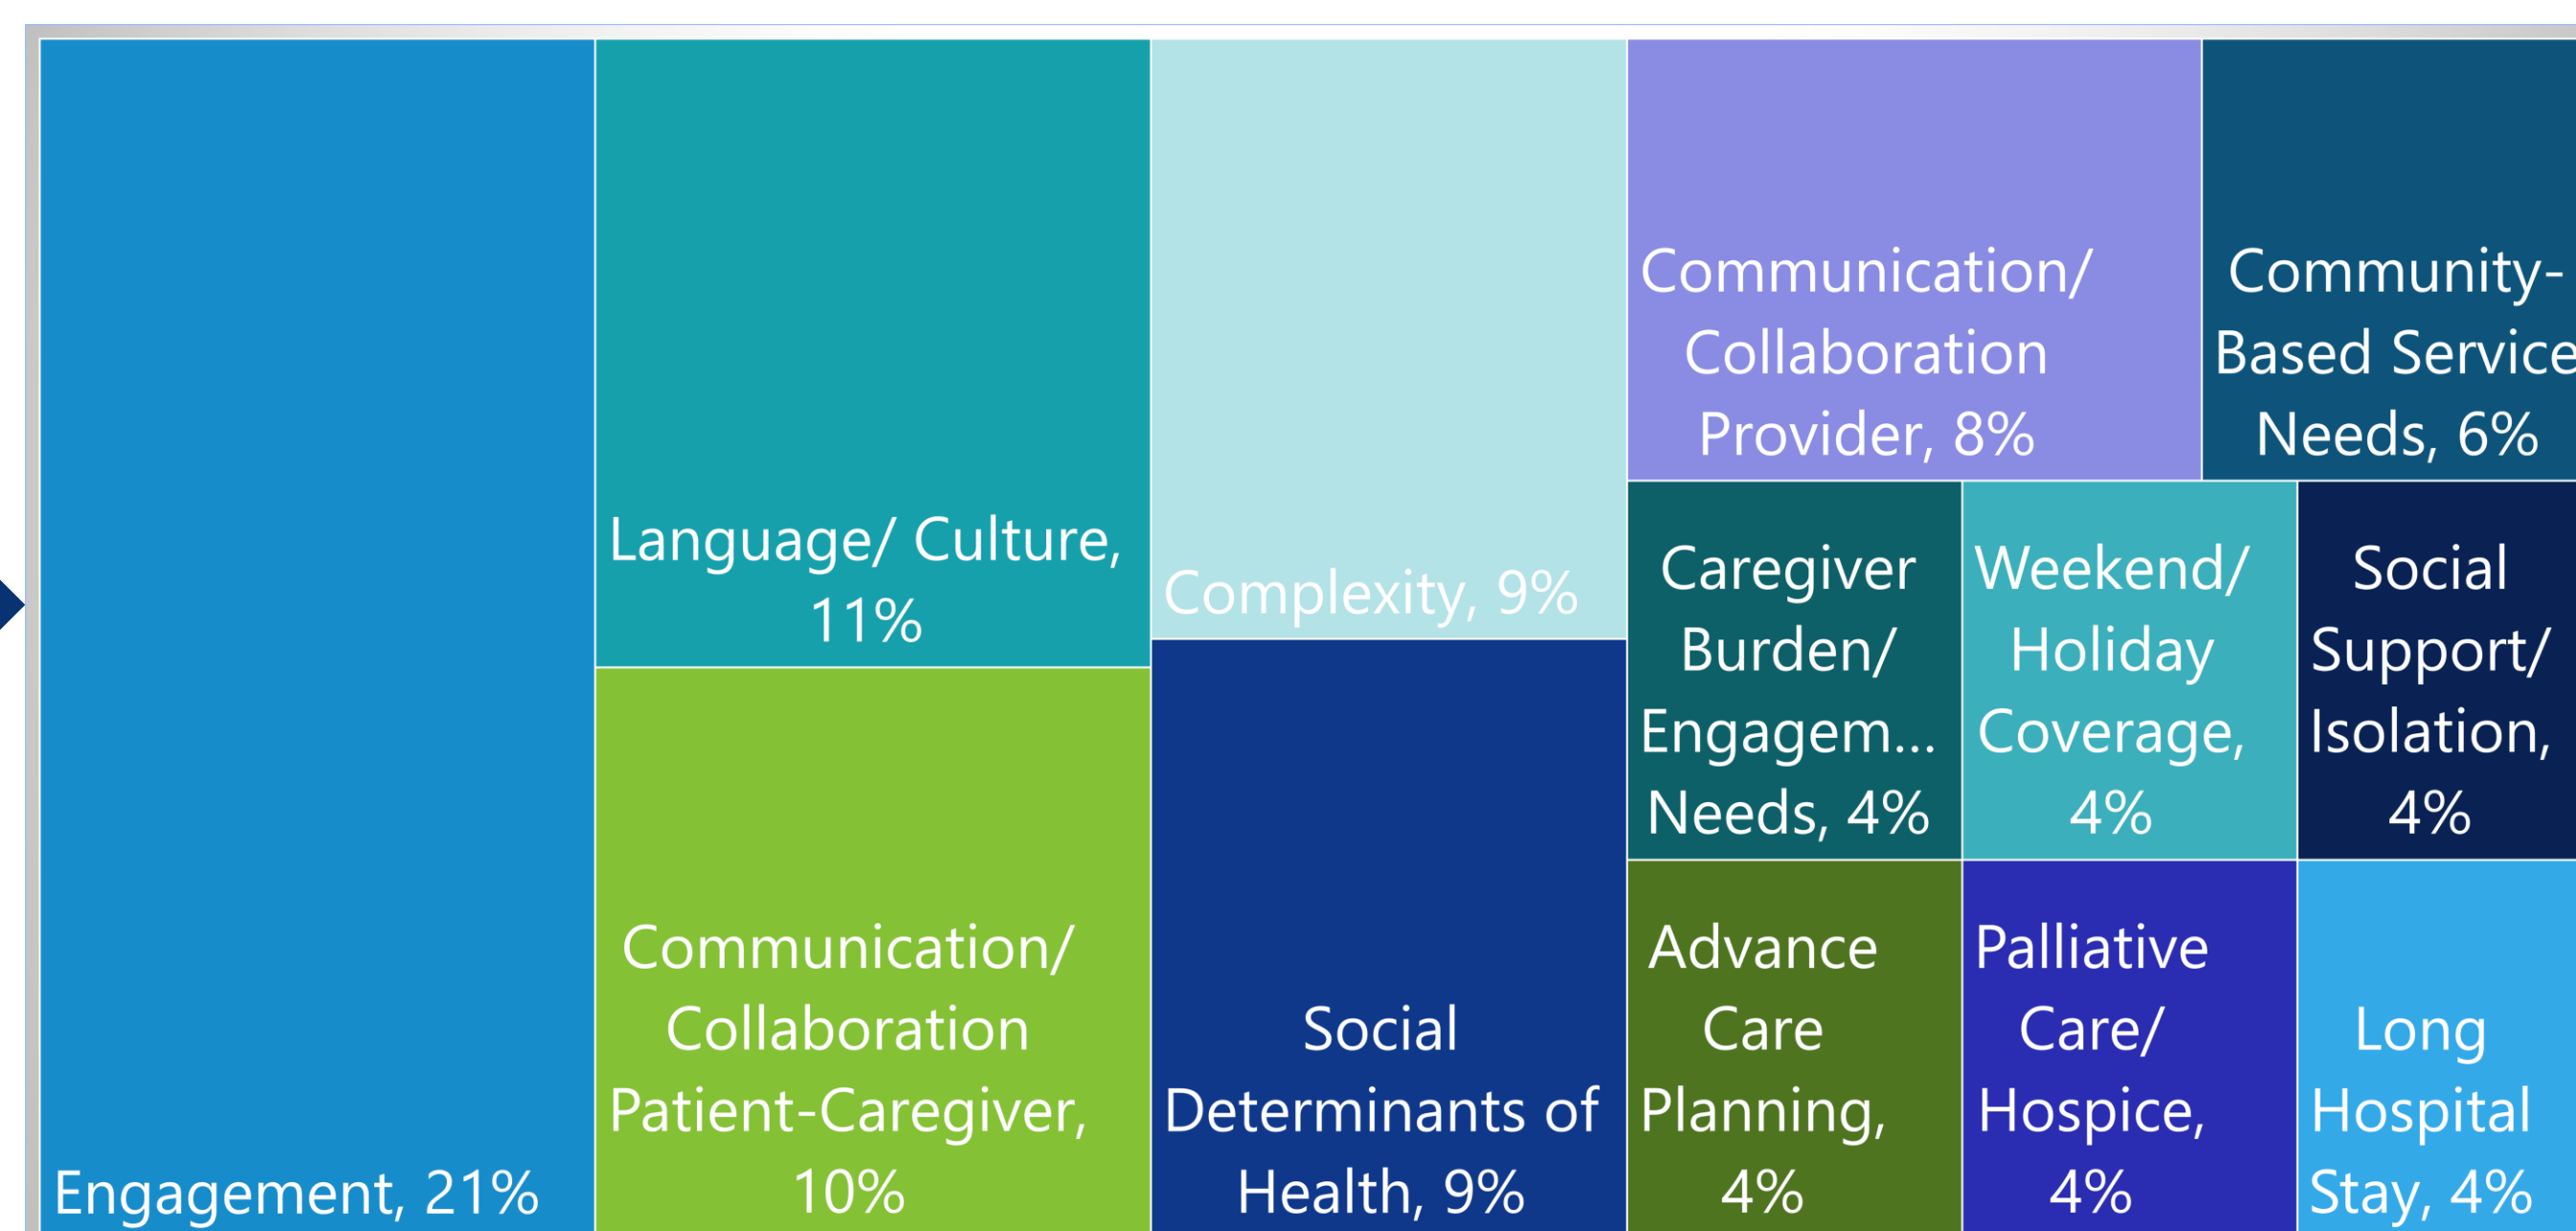 Engagement, 21%
Language/ Culture,
11%
Communication/
Collaboration
Patient-Caregiver,
10%
Complexity, 9%
Social
Determinants of
Health, 9%
Communication/
Collaboration
Provider, 8%
Community-
Based Service
Needs, 6%
Caregiver
Burden/
Engagem...
Needs, 4%
Weekend/
Holiday
Coverage,
4%
Social
Support/
Isolation,
4%
Advance
Care
Planning,
4%
Palliative
Care/
Hospice,
4%
Long
Hospital
Stay, 4%